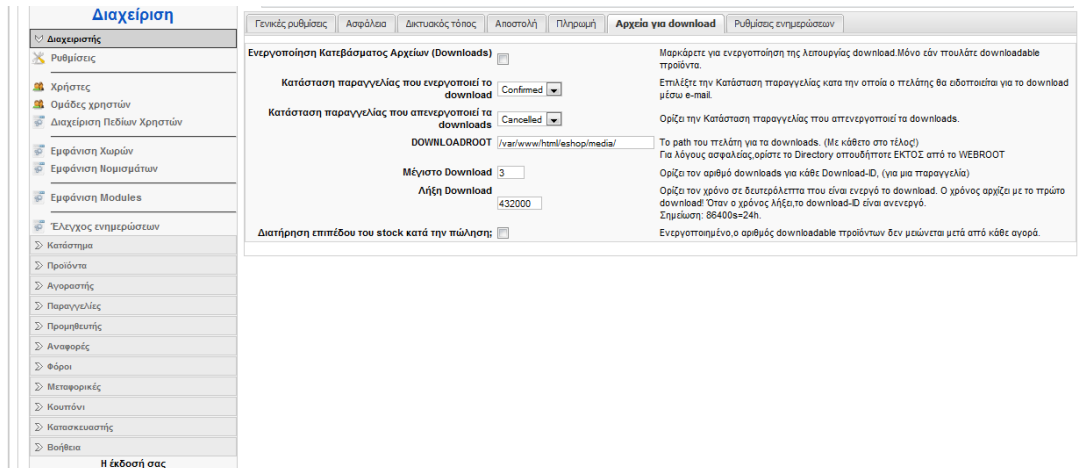 Διαχείριση
Διαχειριστής
Ρυθμίσεις
Χρήστες
Ομάδες χρηστών
Διαχείριση Πεδίων Χρηστών
Εμφάνιση Χωρών
Εμφάνιση Νομισμάτων
Εμφάνιση Modules
Έλεγχος ενημερώσεων
Κατάστημα
Προϊόντα
Αγοραστής
Παραγγελίες
Προμηθευτής
Αναφορές
Φόροι
Μεταφορικές
Κουπόνι
Κατασκευαστής
Βοήθεια
Η έκδοσή σας
Γενικές ρυθμίσεις Ασφάλεια Δικτυακός τόπος Αποστολή Πληρωμή Αρχεία για download Ρυθμίσεις ενημερώσεων
Ενεργοποίηση Κατεβάσματος Αρχείων (Downloads)
Μαρκάρετε για ενεργοποίηση της λειτουργίας download.Μόνο εάν πουλάτε downloadable
προϊόντα.
Κατάσταση παραγγελίας που ενεργοποιεί το
download
Confirmed
Επιλέξτε την Κατάσταση παραγγελίας κατα την οποία ο πελάτης θα ειδοποιείται για το download
μέσω e-mail.
Κατάσταση παραγγελίας που απενεργοποιεί τα
downloads
Cancelled
Ορίζει την Κατάσταση παραγγελίας που απενεργοποιεί τα downloads.
DOWNLOADROOT
/var/www/html/eshop/media/
Το path του πελάτη για τα downloads. (Με κάθετο στο τέλος!)
Για λόγους ασφαλείας,ορίστε το Directory οπουδήποτε ΕΚΤΟΣ από το WEBROOT
Μέγιστο Download
3
Ορίζει τον αριθμό downloads για κάθε Download-ID, (για μια παραγγελία)
Λήξη Download
432000
Ορίζει τον χρόνο σε δευτερόλεπτα που είναι ενεργό το download. Ο χρόνος αρχίζει με το πρώτο
download! Όταν ο χρόνος λήξει,το download-ID είναι ανενεργό.
Σημείωση: 86400s=24h.
Διατήρηση επιπέδου του stock κατά την πώληση;
Ενεργοποιημένο,ο αριθμός downloadable προϊόντων δεν μειώνεται μετά από κάθε αγορά.